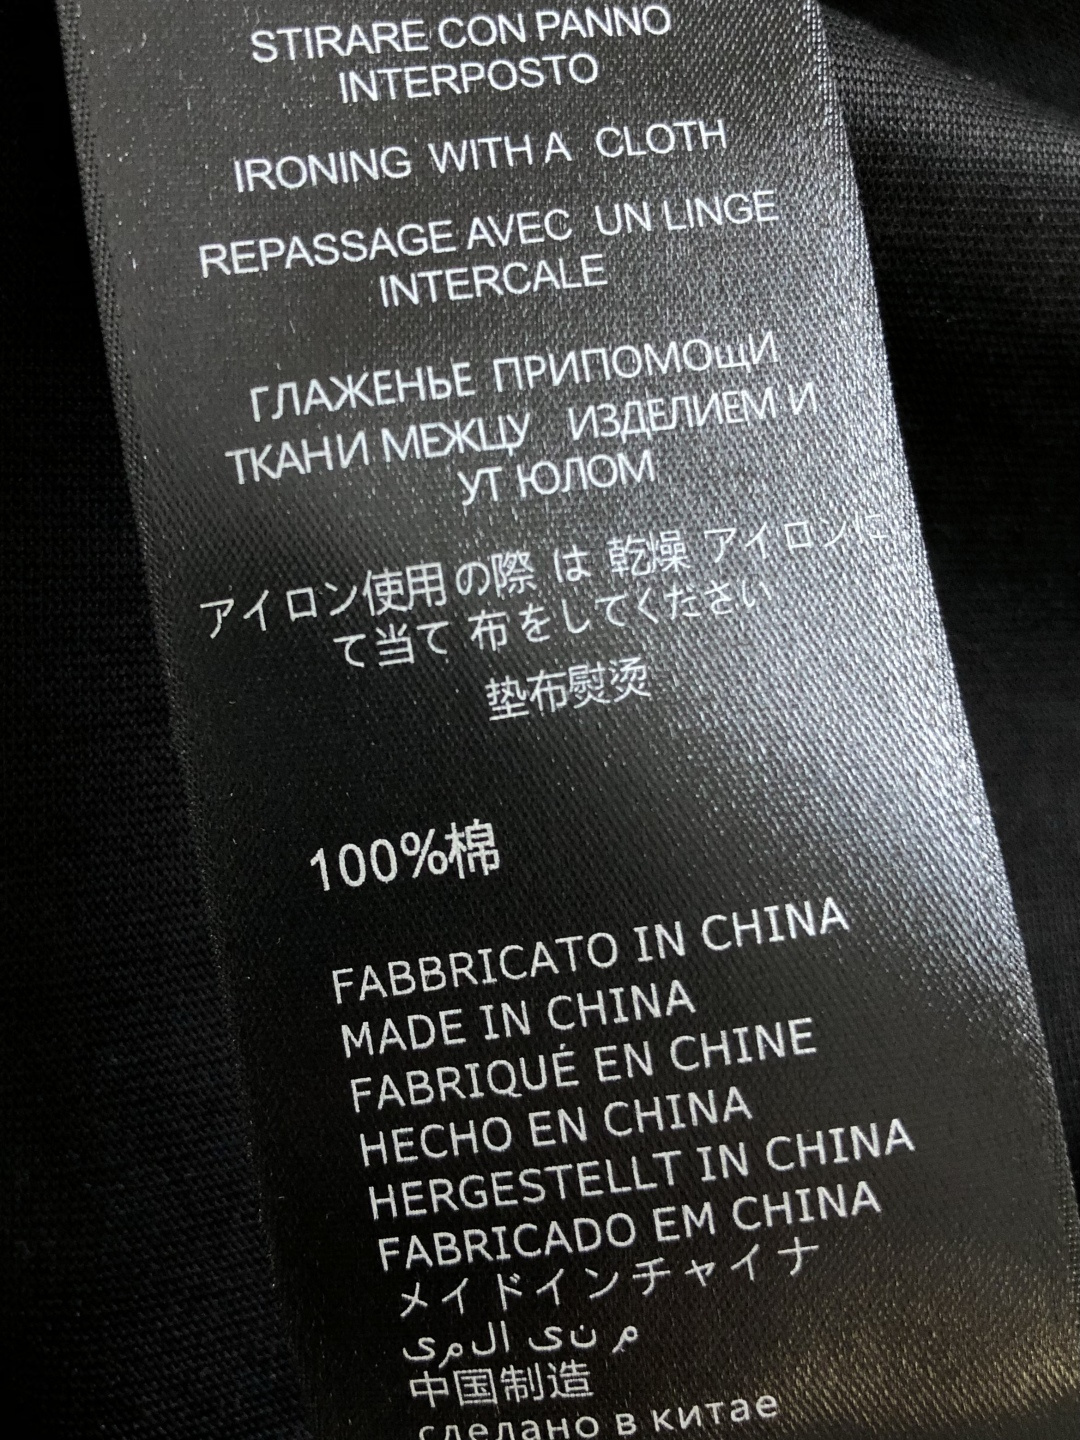 STIRARE CON PANNO
INTERPOSTO
IRONING WITH A CLOTH
REPASSAGE AVEC UN LINGE
INTERCALE
ГЛАЖЕНЬЕ ПРИПОМОщИ
ТКАНИ МЕЖЦУ ИЗДЕЛИЕМ И
УТ ЮЛОМ
アイロン使用の際 は 乾燥 アイロンに
て当て 布をしてください
垫布熨烫
100%棉
FABBRICATO IN CHINA
MADE IN CHINA
FABRIQUÉ EN CHINE
HECHO EN CHINA
HERGESTELLT IN CHINA
FABRICADO EM CHINA
メイドインチャイナ
م نى المى
中国制造
сделано в китае